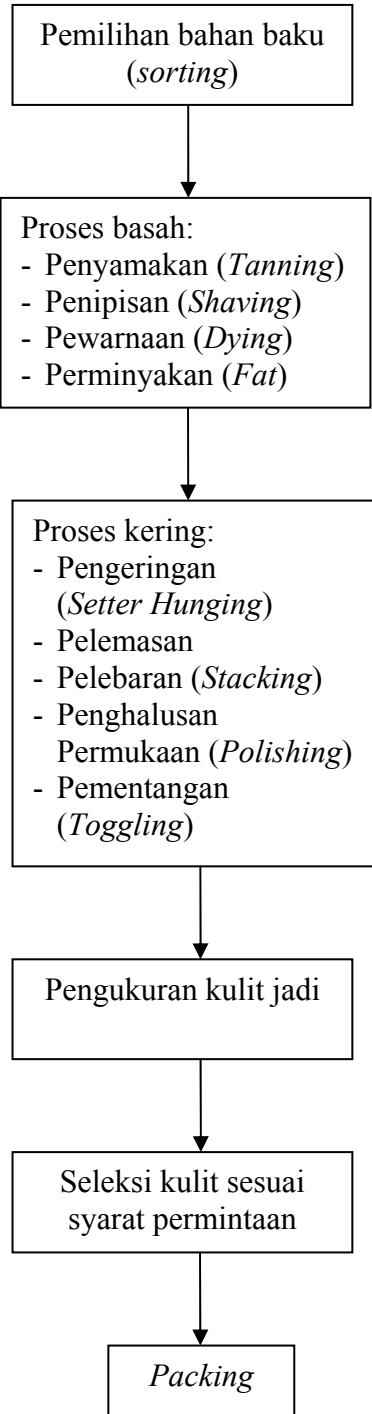 Pemilihan bahan baku
(sorting)
Proses basah:
- Penyamakan (Tanning)
- Penipisan (Shaving)
- Pewarnaan (Dying)
- Perminyakan (Fat)
Proses kering:
- Pengeringan
(Setter Hunging)
- Pelemasan
- Pelebaran (Stacking)
- Penghalusan
Permukaan (Polishing)
- Pementangan
(Toggling)
Pengukuran kulit jadi
Seleksi kulit sesuai
syarat permintaan
Packing